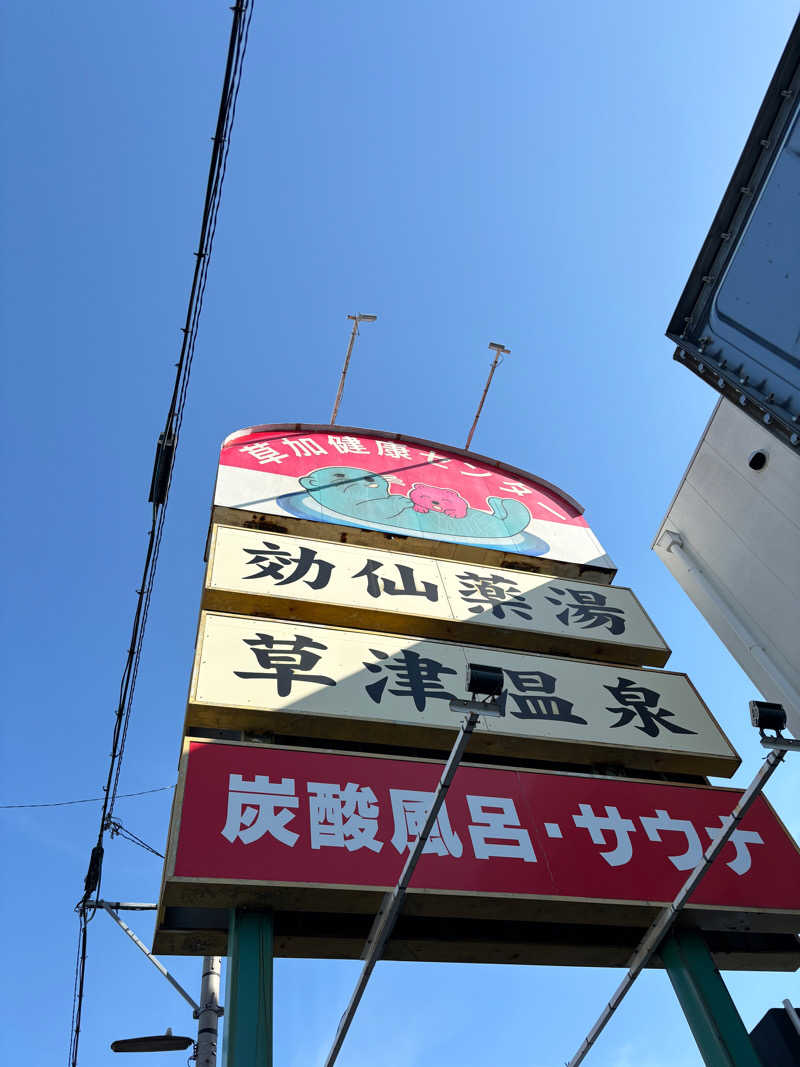 草加健康センター
効仙薬湯
草津温泉
炭酸風呂・サウナ